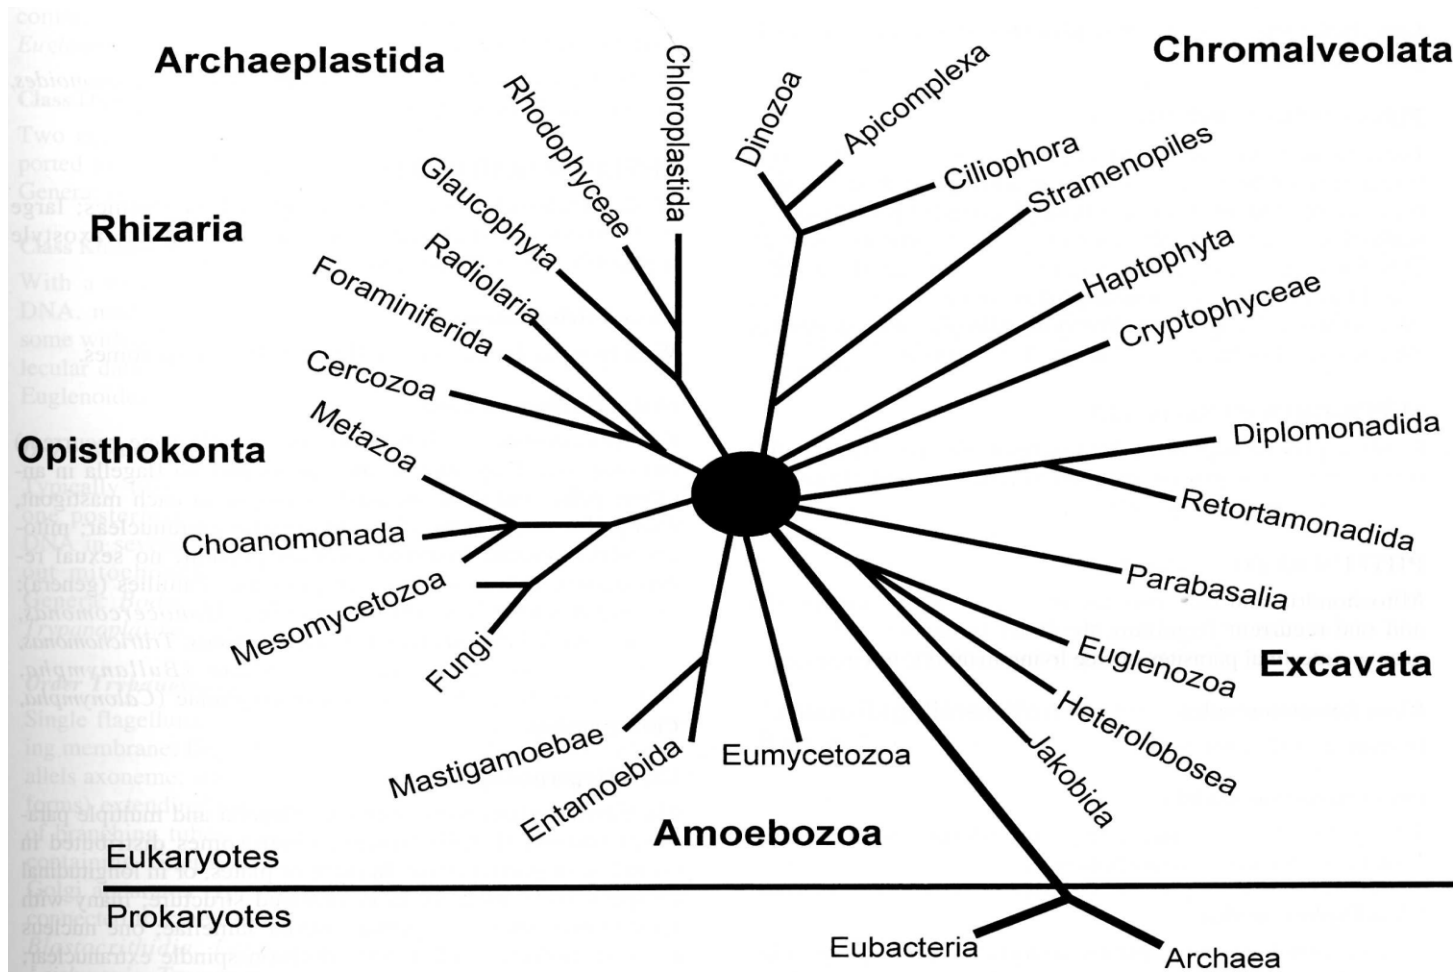 Archaeplastida
Chromalveolata
Chloroplastida
Dinozoa
Apicomplexa
Rhodophyceae
Ciliophora
Stramenopiles
Glaucophyta
Rhizaria
Radiolaria
Haptophyta
Foraminiferida
Cryptophyceae
Cercozoa
Metazoa
Opisthokonta
Diplomonadida
Choanomonada
Retortamonadida
Mesomycetozoa
Parabasalia
Fungi
Euglenozoa
Excavata
Heterolobosea
Mastigamoebae
Entamoebida
Eumycetozoa
Jakobida
Amoebozoa
Eukaryotes
Prokaryotes
Eubacteria
Archaea